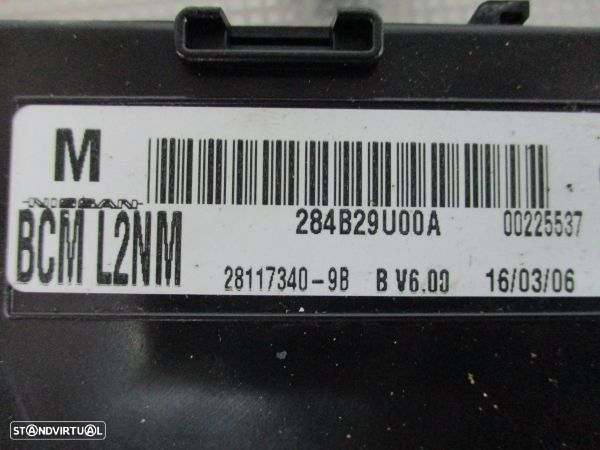 M
NISSAN
284B29U00A 00225537
BCM L2NM
28117340-9B B V6.00 16/03/06
STANDVIRTUAL